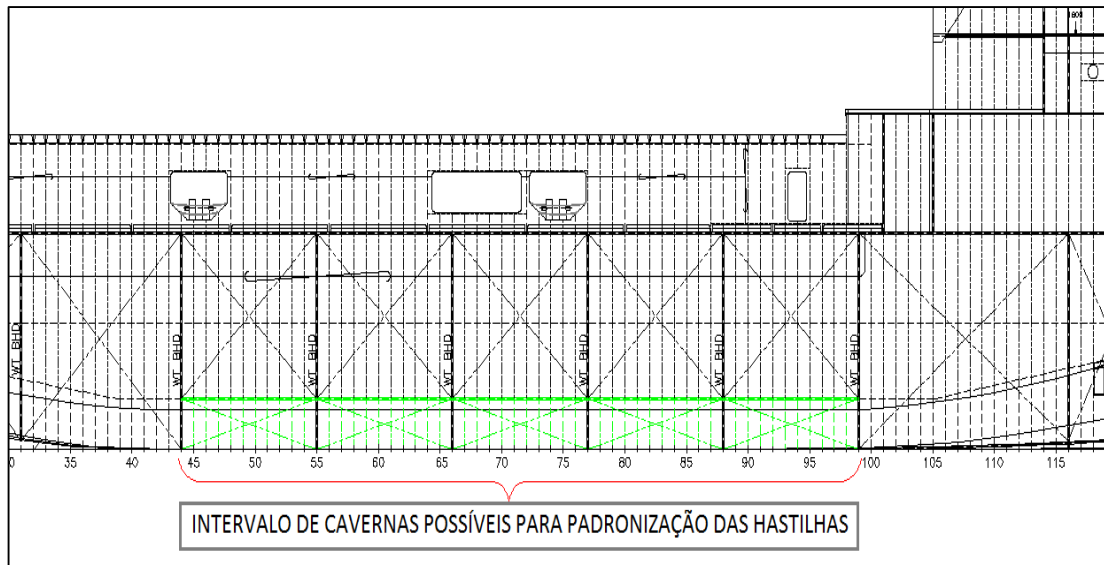 1600
WT BHD
WT BHD
WT BHD
WT BHD
WT BHD
WT BHD
WT BHD
0 35 40 45 50 55 60 65 70 75 80 85 90 95 100 105 110 115
INTERVALO DE CAVERNAS POSSÍVEIS PARA PADRONIZAÇÃO DAS HASTILHAS